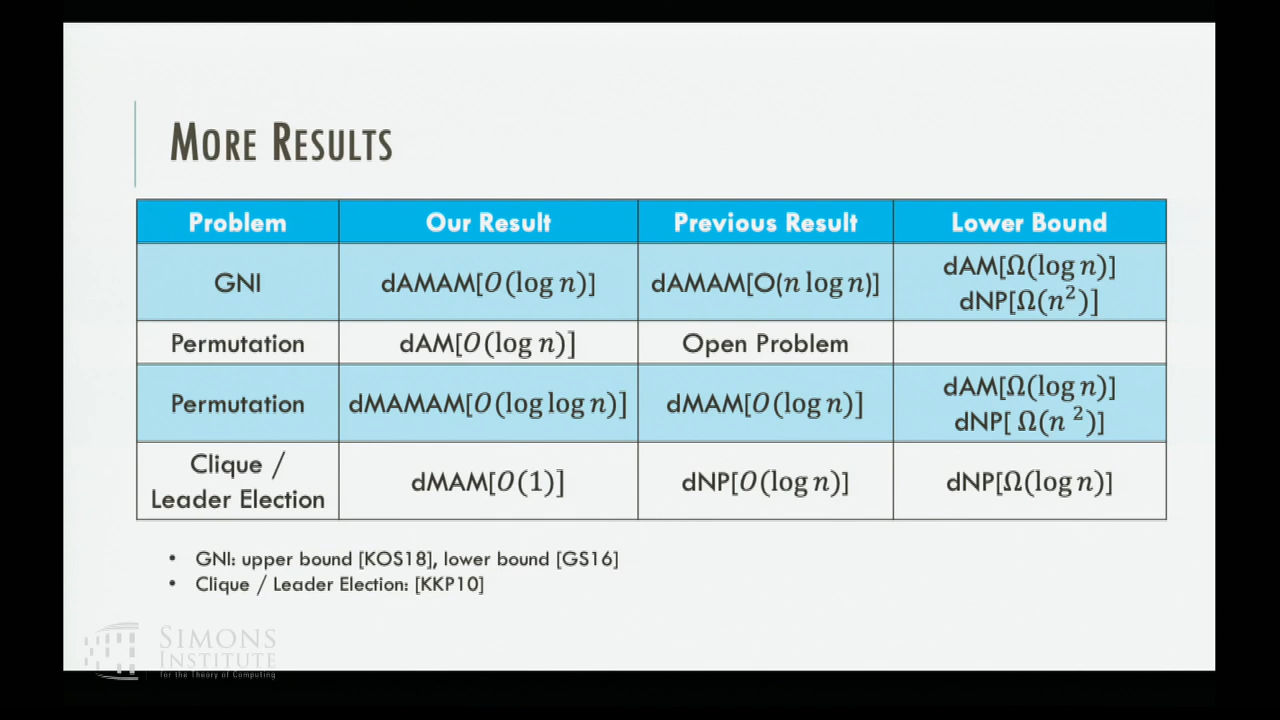 MORE RESULTS
Problem Our Result Previous Result Lower Bound
GNI dAMAM[O(log n)] dAMAM[O(n log n)] dAM[Ω(log n)]
dNP[Ω(n²)]
Permutation dAM[O(log n)] Open Problem
Permutation dMAMAM[O(log log n)] dMAM[O(log n)] dAM[Ω(log n)]
dNP[ Ω(n ²)]
Clique /
Leader Election dMAM[O(1)] dNP[O(log n)] dNP[Ω(log n)]
• GNI: upper bound [KOS18], lower bound [GS16]
• Clique / Leader Election: [KKP10]
SIMONS
INSTITUTE
for the Theory of Computing